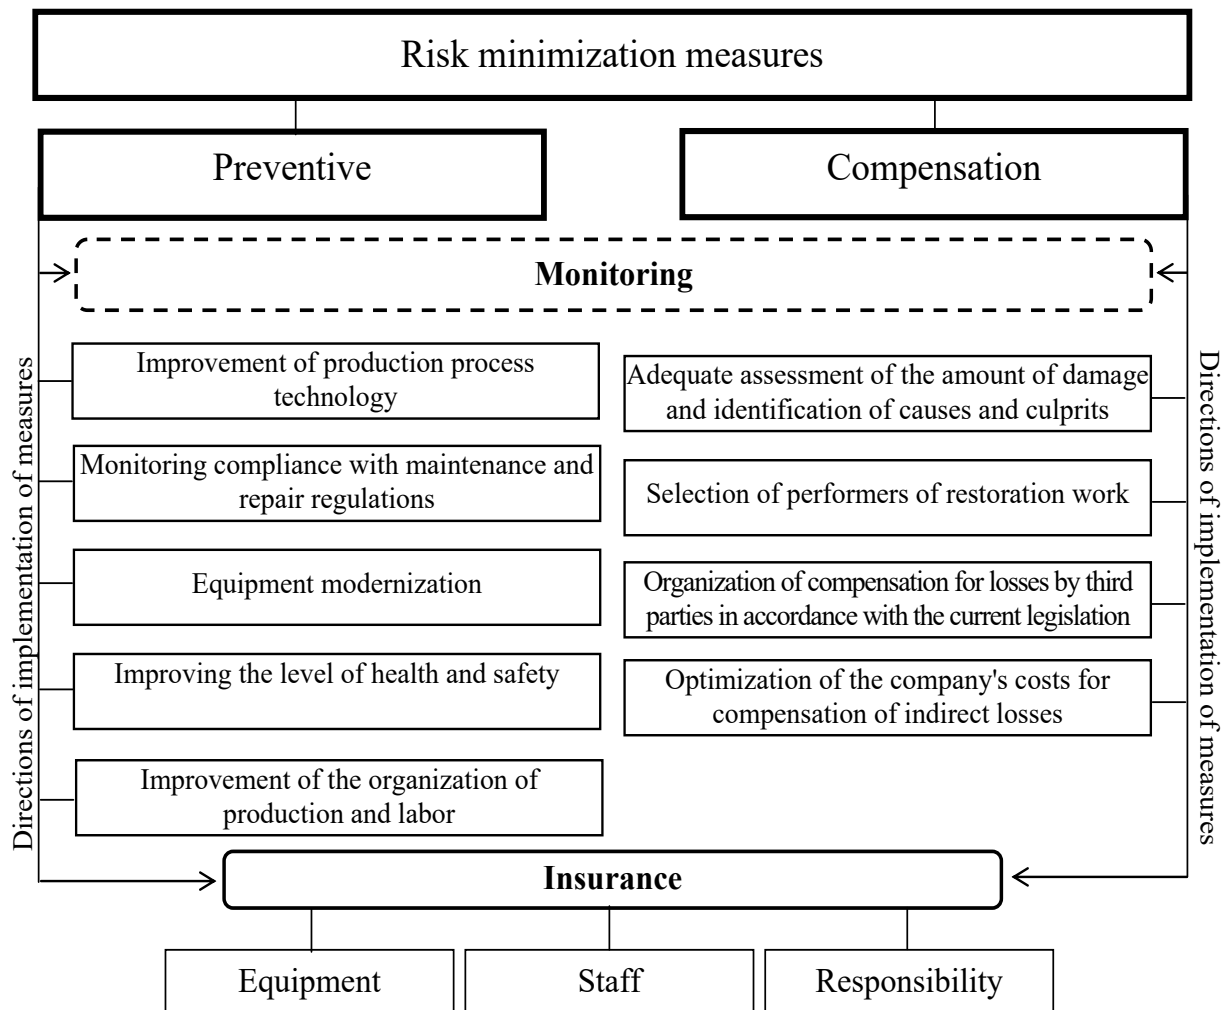 Risk minimization measures
Preventive
Compensation
Monitoring
Directions of implementation of measures
Improvement of production process
technology
Monitoring compliance with maintenance and
repair regulations
Equipment modernization
Improving the level of health and safety
Improvement of the organization of
production and labor
Adequate assessment of the amount of damage
and identification of causes and culprits
Selection of performers of restoration work
Organization of compensation for losses by third
parties in accordance with the current legislation
Optimization of the company's costs for
compensation of indirect losses
Directions of implementation of measures
Insurance
Equipment
Staff
Responsibility